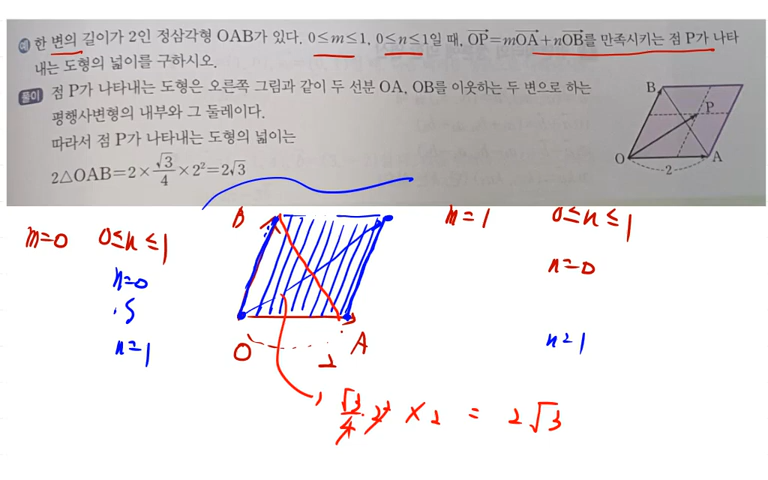 예 한 변의 길이가 2인 정삼각형 OAB가 있다. 0≤m≤1, 0≤n≤1일 때, OP=mOA+nOB를 만족시키는 점 P가 나타
내는 도형의 넓이를 구하시오.
풀이 점 P가 나타내는 도형은 오른쪽 그림과 같이 두 선분 OA, OB를 이웃하는 두 변으로 하는
평행사변형의 내부와 그 둘레이다.
따라서 점 P가 나타내는 도형의 넓이는
2△OAB=2×√3/4×2²=2√3
B
P
O
2
A
m=0 0≤n≤1
n=0
n=1
B
O
2
A
m=1 0≤n≤1
n=0
n=1
√3/4·2²×2 = 2√3